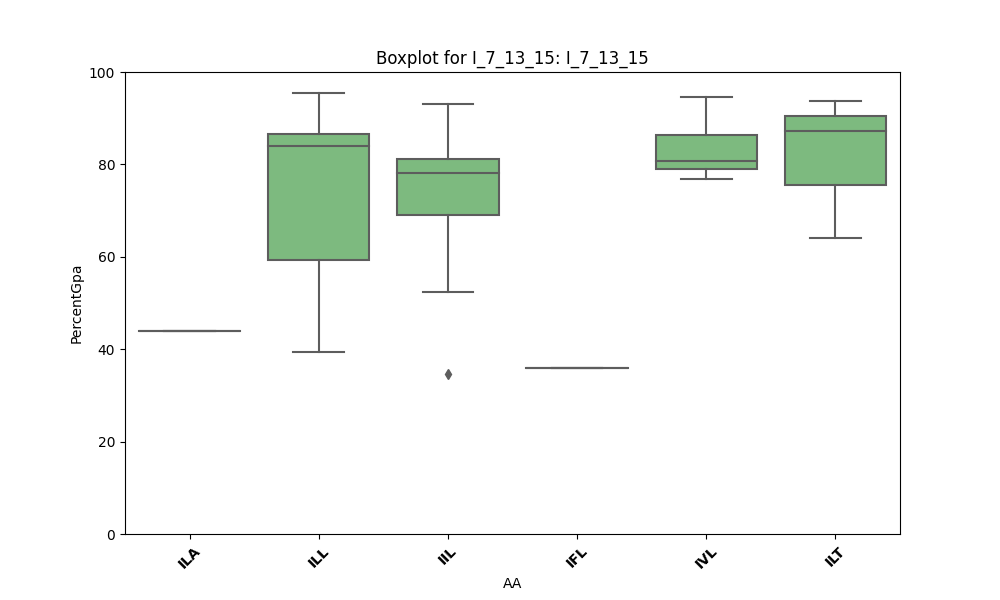 Boxplot for I_7_13_15: I_7_13_15
PercentGpa
100
80
60
40
20
0
ILA
ILL
IIL
IFL
IVL
ILT
AA